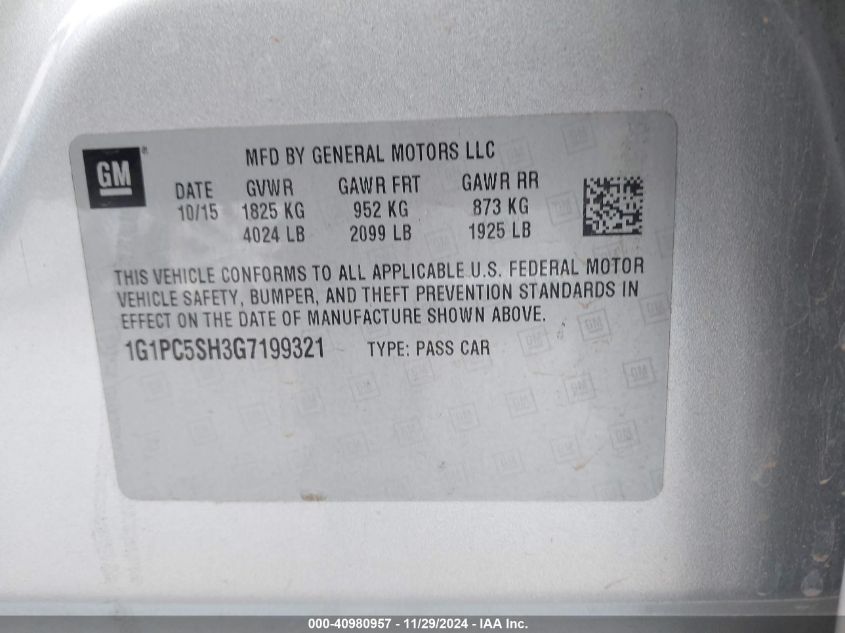 GM
MFD BY GENERAL MOTORS LLC
DATE GVWR GAWR FRT GAWR RR
10/15 1825 KG 952 KG 873 KG
4024 LB 2099 LB 1925 LB
THIS VEHICLE CONFORMS TO ALL APPLICABLE U.S. FEDERAL MOTOR
VEHICLE SAFETY, BUMPER, AND THEFT PREVENTION STANDARDS IN
EFFECT ON THE DATE OF MANUFACTURE SHOWN ABOVE.
1G1PC5SH3G7199321 TYPE: PASS CAR
000-40980957 - 11/29/2024 - IAA Inc.